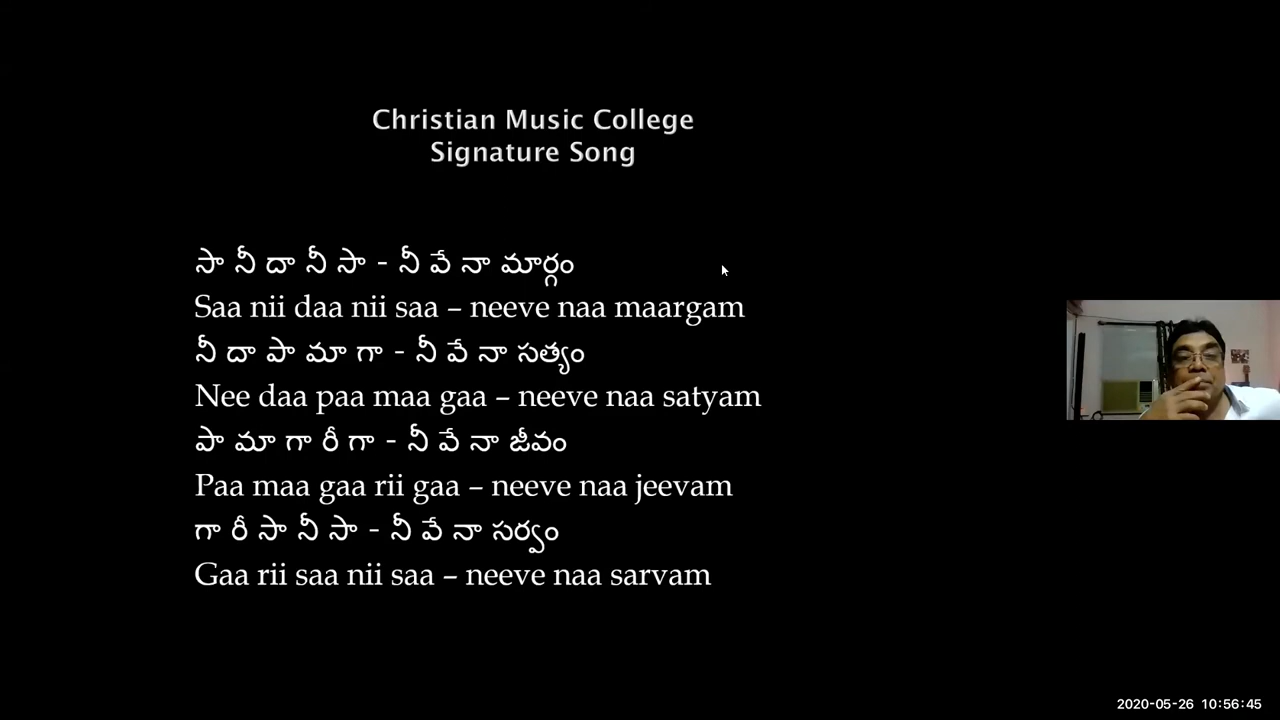 Christian Music College
Signature Song
సా నీ దా నీ సా - నీ వే నా మార్గం
Saa nii daa nii saa – neeve naa maargam
నీ దా పా మా గా - నీ వే నా సత్యం
Nee daa paa maa gaa – neeve naa satyam
పా మా గా రీ గా - నీ వే నా జీవం
Paa maa gaa rii gaa – neeve naa jeevam
గా రీ సా నీ సా - నీ వే నా సర్వం
Gaa rii saa nii saa – neeve naa sarvam
2020-05-26 10:56:45